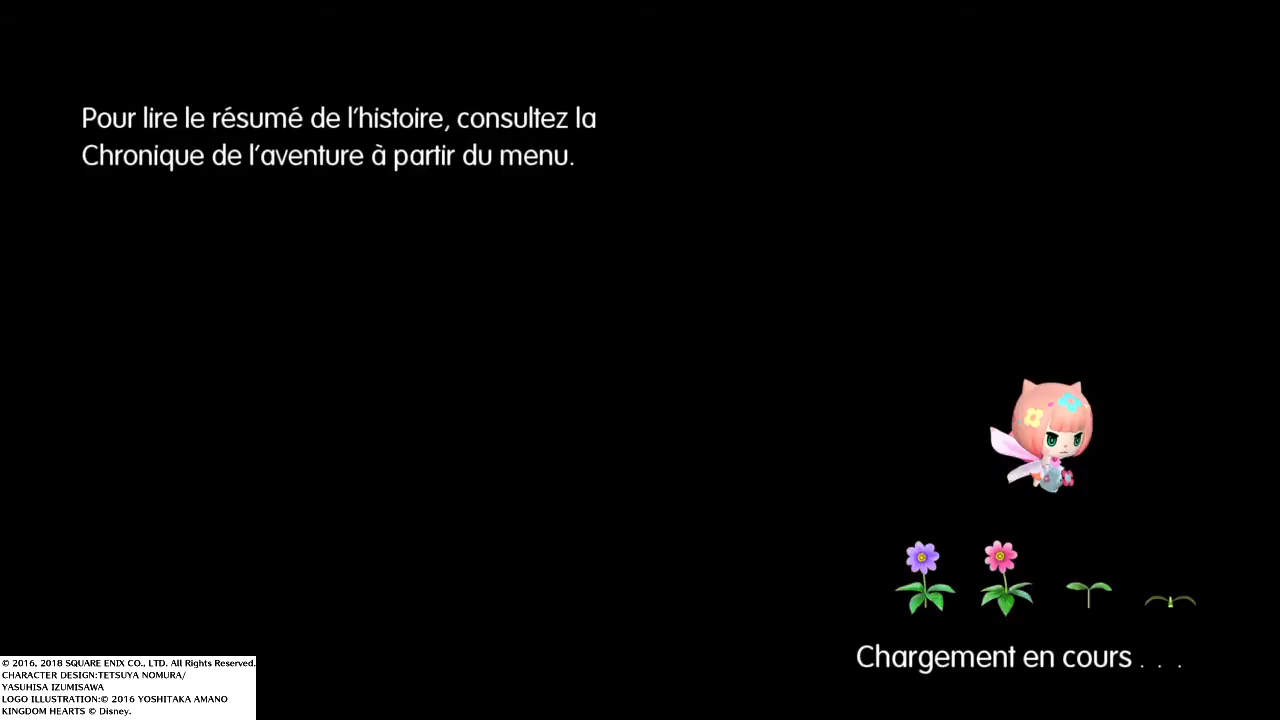 Pour lire le résumé de l'histoire, consultez la
Chronique de l'aventure à partir du menu.
Chargement en cours . . .
© 2016, 2018 SQUARE ENIX CO., LTD. All Rights Reserved.
CHARACTER DESIGN:TETSUYA NOMURA/
YASUHISA IZUMISAWA
LOGO ILLUSTRATION:© 2016 YOSHITAKA AMANO
KINGDOM HEARTS © Disney.